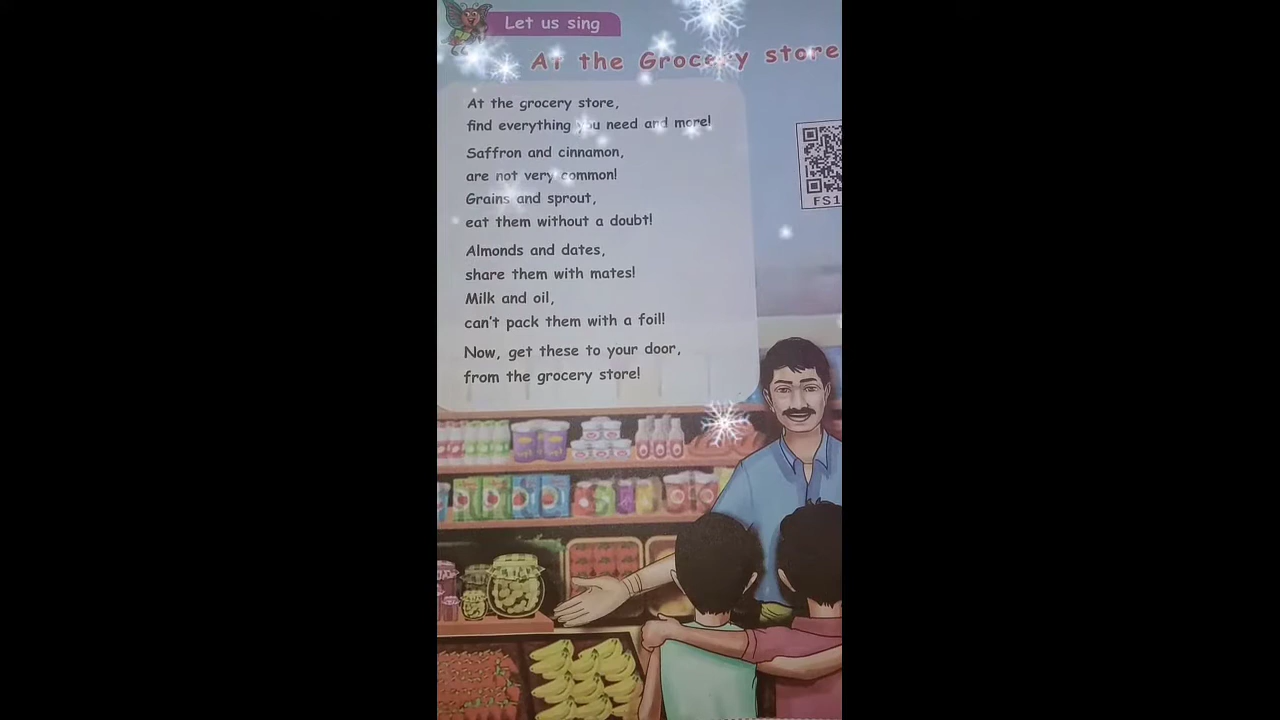 Let us sing
At the Grocery store
At the grocery store,
find everything you need and more!
Saffron and cinnamon,
are not very common!
Grains and sprout,
eat them without a doubt!
Almonds and dates,
share them with mates!
Milk and oil,
can't pack them with a foil!
Now, get these to your door,
from the grocery store!
FS1